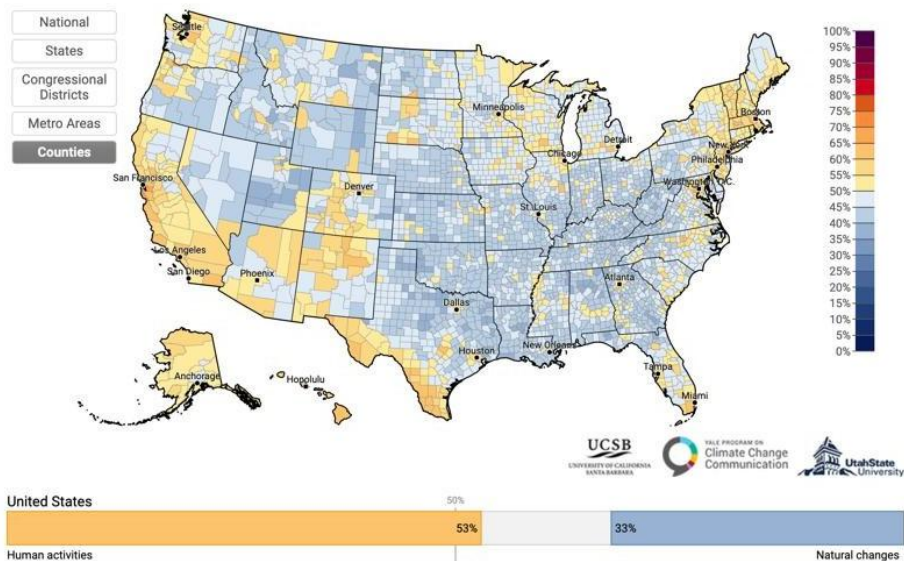 National
States
Congressional
Districts
Metro Areas
Counties
Seattle
San Francisco
Los Angeles
San Diego
Phoenix
Denver
Minneapolis
Chicago
Detroit
St. Louis
Dallas
Houston
New Orleans
Atlanta
Tampa
Miami
Boston
New York
Philadelphia
Washington D.C.
Anchorage
Honolulu
100%
95%
90%
85%
80%
75%
70%
65%
60%
55%
50%
45%
40%
35%
30%
25%
20%
15%
10%
5%
0%
UCSB
UNIVERSITY OF CALIFORNIA
SANTA BARBARA
YALE PROGRAM ON
Climate Change
Communication
UtahState
University
United States
50%
53%
33%
Human activities
Natural changes